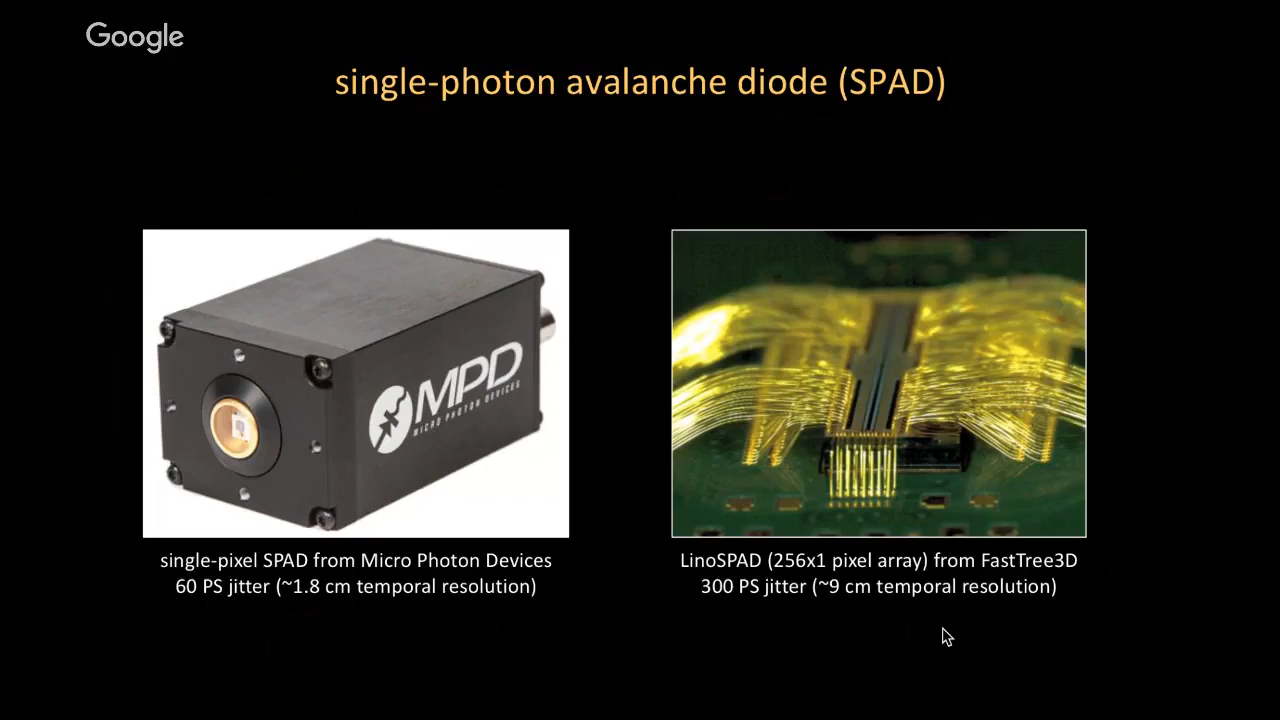 Google
single-photon avalanche diode (SPAD)
MPD
MICRO PHOTON DEVICES
single-pixel SPAD from Micro Photon Devices
60 PS jitter (~1.8 cm temporal resolution)
LinoSPAD (256x1 pixel array) from FastTree3D
300 PS jitter (~9 cm temporal resolution)